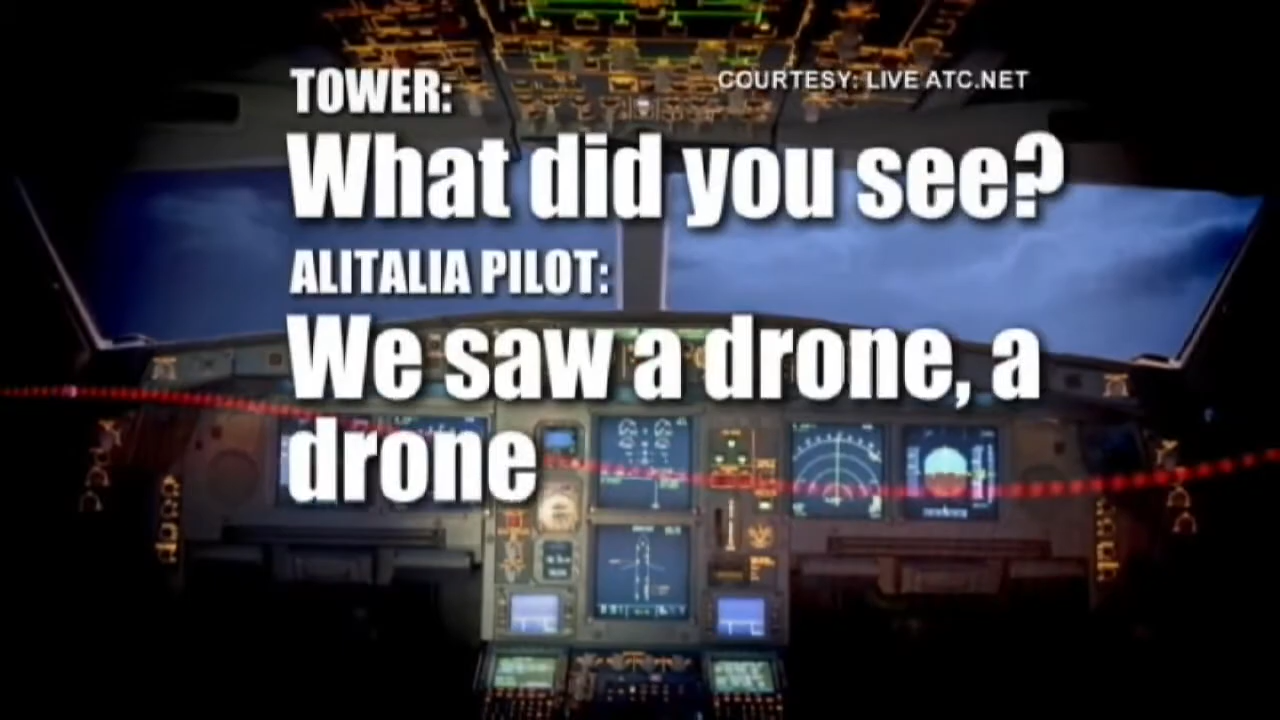 TOWER:
COURTESY: LIVE ATC.NET
What did you see?
ALITALIA PILOT:
We saw a drone, a
drone